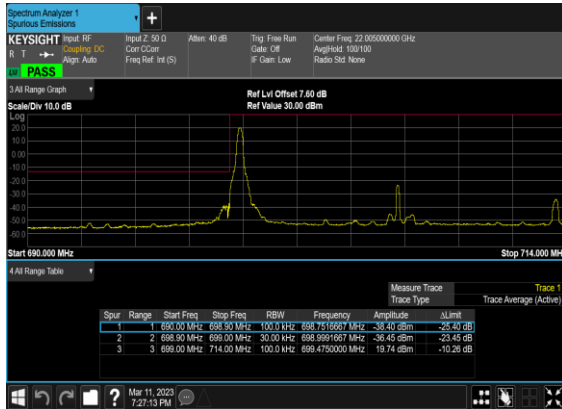 Spectrum Analyzer 1
Spurious Emissions
+
KEYSIGHT Input: RF Input Z: 50 Ω Atten: 40 dB Trig: Free Run Center Freq: 22.005000000 GHz
R T Coupling: DC Corr CCorr Gate: Off Avg|Hold: 100/100
Align: Auto Freq Ref: Int (S) IF Gain: Low Radio Std: None
LU PASS
3 All Range Graph
Ref Lvl Offset 7.60 dB
Scale/Div 10.0 dB Ref Value 30.00 dBm
Log
20.0
10.0
0.00
-10.0
-20.0
-30.0
-40.0
-50.0
-60.0
Start 690.000 MHz Stop 714.000 MH
4 All Range Table
Measure Trace Trace 1
Trace Type Trace Average (Active)
Spur Range Start Freq Stop Freq RBW Frequency Amplitude ΔLimit
1 1 690.00 MHz 698.90 MHz 100.0 kHz 698.7516667 MHz -38.40 dBm -25.40 dB
2 2 698.90 MHz 699.00 MHz 30.00 kHz 698.9991667 MHz -36.45 dBm -23.45 dB
3 3 699.00 MHz 714.00 MHz 100.0 kHz 699.4750000 MHz 19.74 dBm -10.26 dB
? Mar 11, 2023
7:27:13 PM